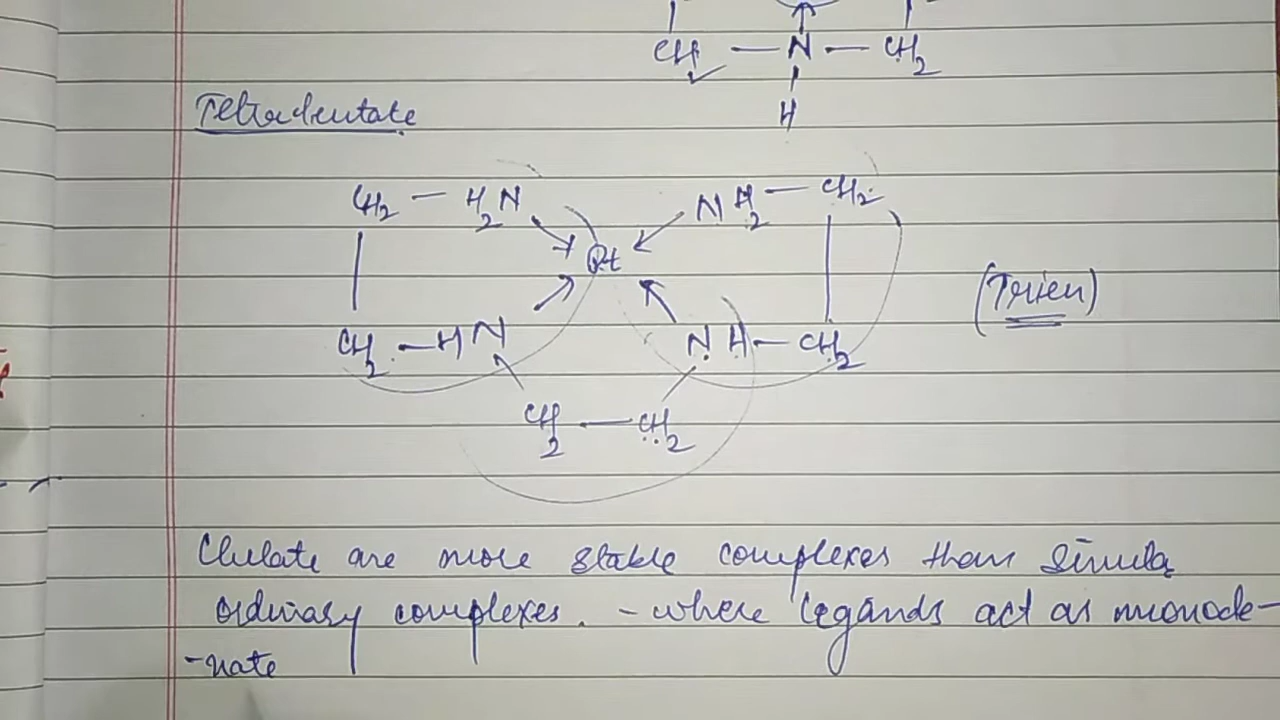 CH — N — CH2
H
Tetradentate
CH2 — H2N NH2 — CH2
Pt
(Trien)
CH2 — HN NH — CH2
CH2 — CH2
Chelate are more stable complexes than similar
ordinary complexes. - where ligands act as monode-
-nate